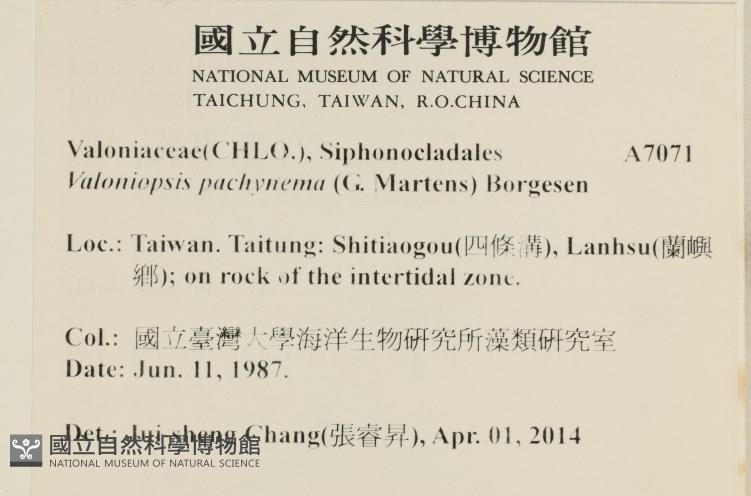 國立自然科學博物館
NATIONAL MUSEUM OF NATURAL SCIENCE
TAICHUNG, TAIWAN, R.O.CHINA
Valoniaceae(CHLO.), Siphonocladales A7071
Valoniopsis pachynema (G. Martens) Borgesen
Loc.: Taiwan. Taitung: Shitiaogou(四條溝), Lanhsu(蘭嶼
鄉); on rock of the intertidal zone.
Col.: 國立臺灣大學海洋生物研究所藻類研究室
Date: Jun. 11, 1987.
Det.: Jui-sheng Chang(張睿昇), Apr. 01, 2014
國立自然科學博物館
NATIONAL MUSEUM OF NATURAL SCIENCE